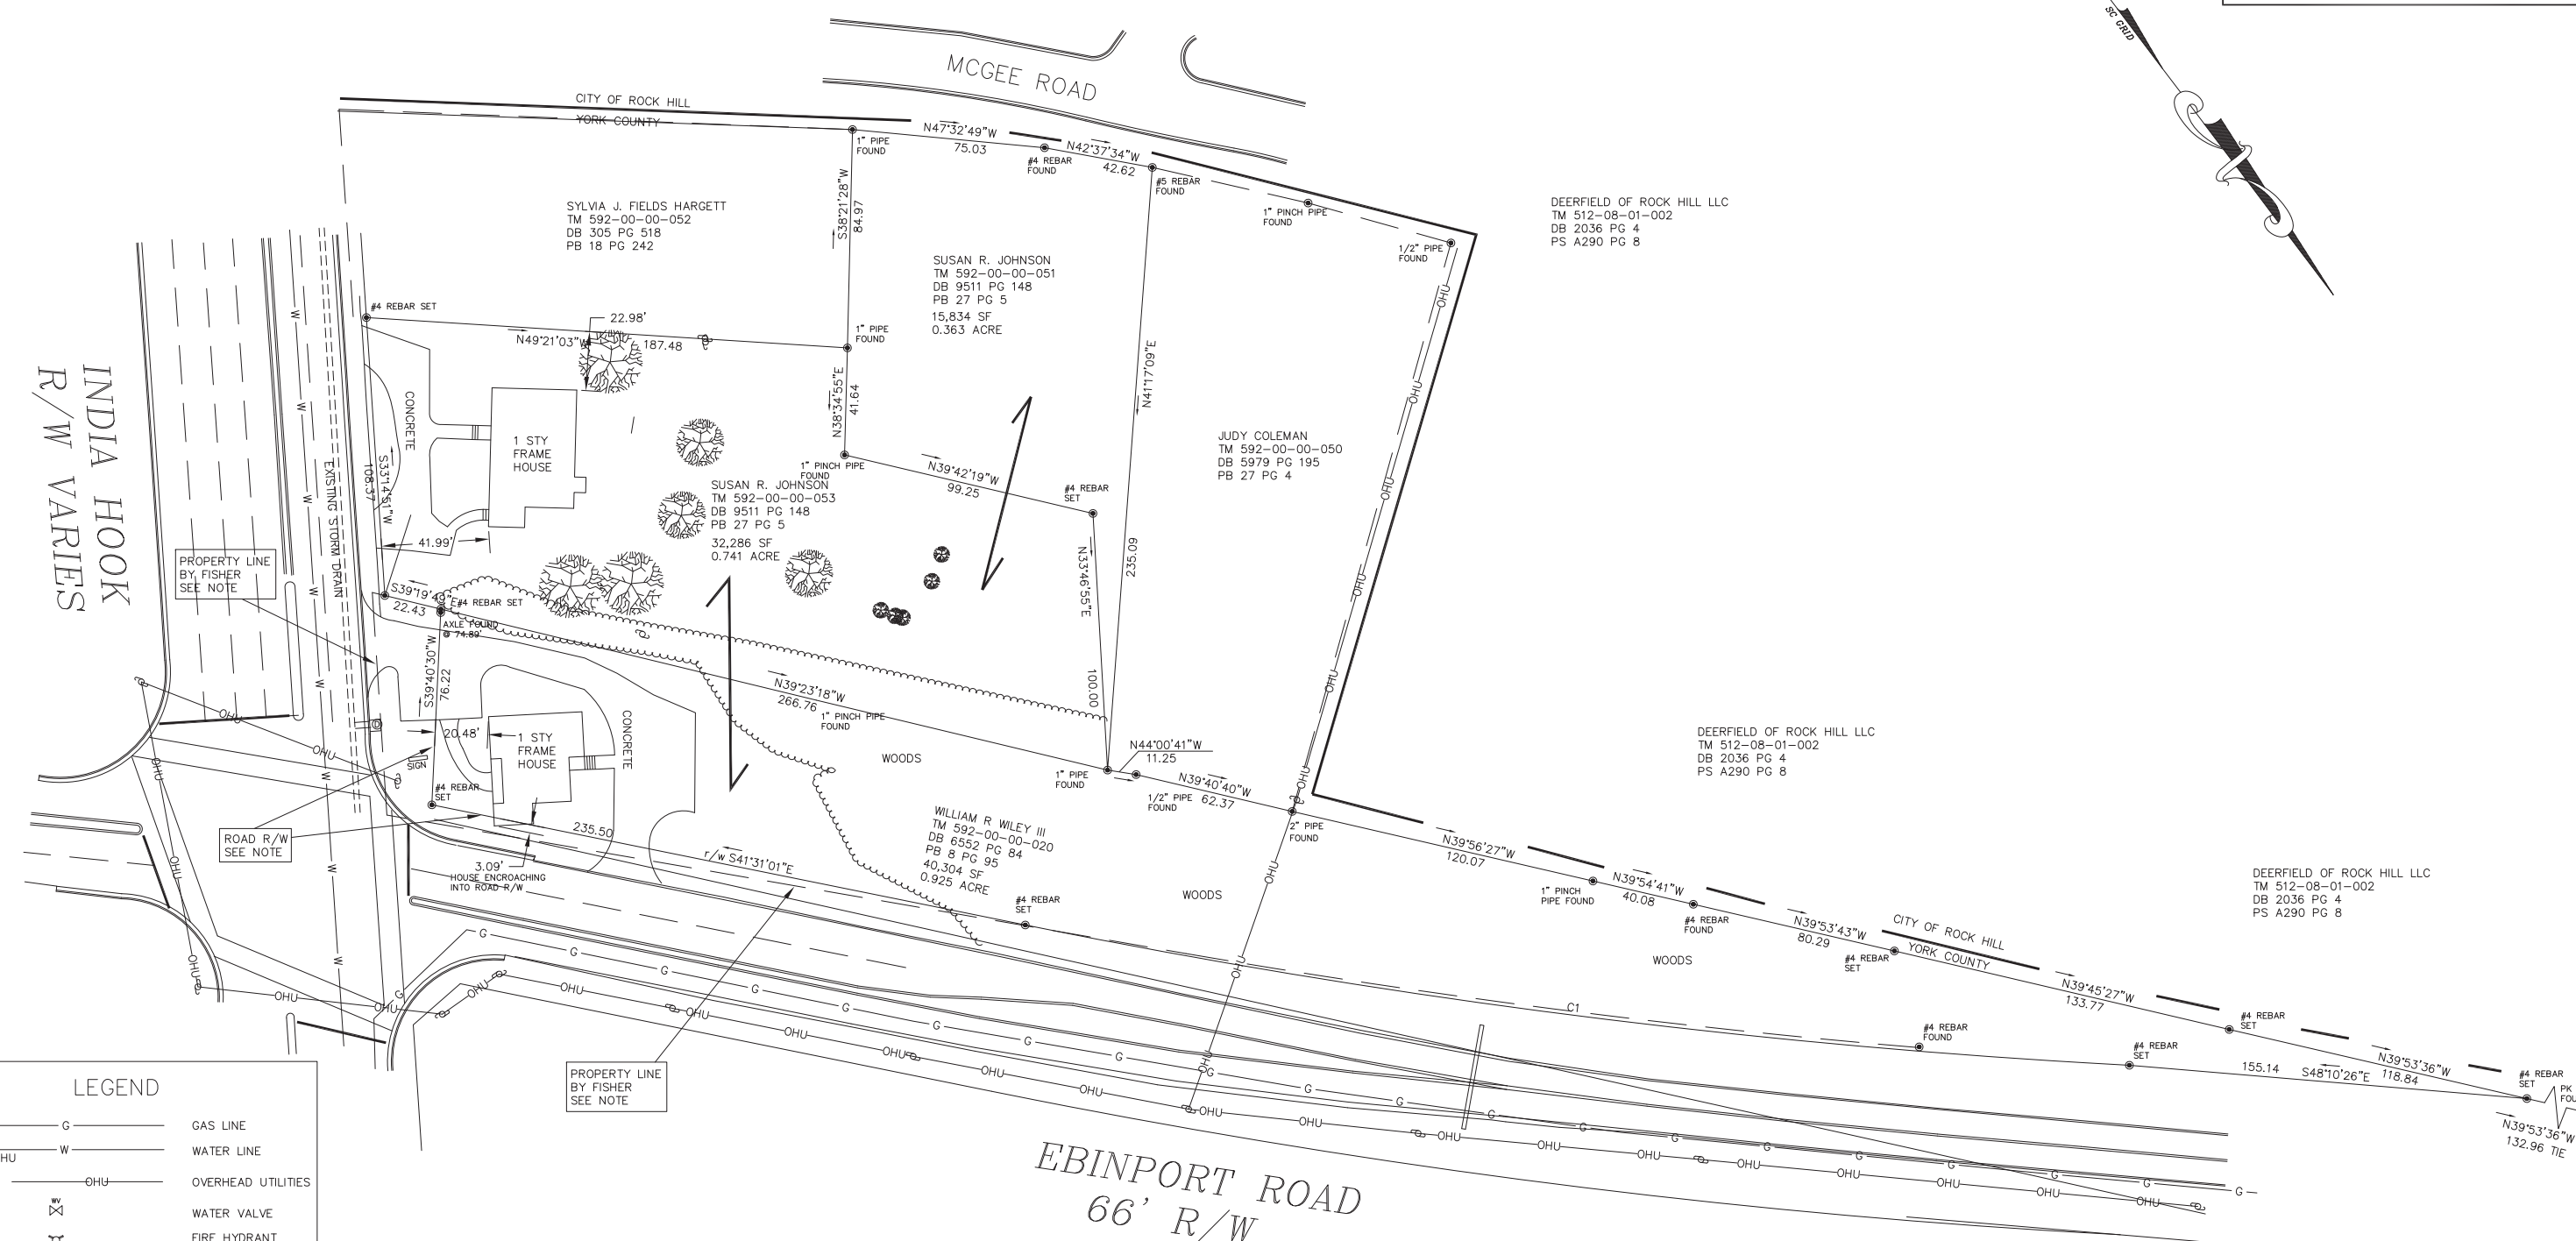 SC GRID
MCGEE ROAD
CITY OF ROCK HILL
YORK COUNTY
1" PIPE
FOUND
N47°32'49"W
75.03
#4 REBAR
FOUND
N42°37'34"W
42.62
#5 REBAR
FOUND
1" PINCH PIPE
FOUND
1/2" PIPE
FOUND
DEERFIELD OF ROCK HILL LLC
TM 512-08-01-002
DB 2036 PG 4
PS A290 PG 8
SYLVIA J. FIELDS HARGETT
TM 592-00-00-052
DB 305 PG 518
PB 18 PG 242
S38°21'28"W
84.97
SUSAN R. JOHNSON
TM 592-00-00-051
DB 9511 PG 148
PB 27 PG 5
15,834 SF
0.363 ACRE
#4 REBAR SET
22.98'
N49°21'03"W
187.48
1" PIPE
FOUND
N41°17'09"E
235.09
INDIA HOOK
R/W VARIES
CONCRETE
1 STY
FRAME
HOUSE
N38°34'55"E
41.64
1" PINCH PIPE
FOUND
N39°42'19"W
99.25
#4 REBAR
SET
JUDY COLEMAN
TM 592-00-00-050
DB 5979 PG 195
PB 27 PG 4
SUSAN R. JOHNSON
TM 592-00-00-053
DB 9511 PG 148
PB 27 PG 5
32,286 SF
0.741 ACRE
S33°14'51"W
108.37
EXISTING STORM DRAIN
41.99'
PROPERTY LINE
BY FISHER
SEE NOTE
N33°46'55"E
100.00
S39°19'49"E
22.43
#4 REBAR SET
AXLE FOUND
@ 74.89'
S39°40'30"W
76.22
N39°23'18"W
266.76
1" PINCH PIPE
FOUND
CONCRETE
20.48'
1 STY
FRAME
HOUSE
SIGN
#4 REBAR
SET
WOODS
N44°00'41"W
11.25
1" PIPE
FOUND
1/2" PIPE
FOUND
N39°40'40"W
62.37
2" PIPE
FOUND
DEERFIELD OF ROCK HILL LLC
TM 512-08-01-002
DB 2036 PG 4
PS A290 PG 8
ROAD R/W
SEE NOTE
235.50
r/w S41°31'01"E
3.09'
HOUSE ENCROACHING
INTO ROAD R/W
WILLIAM R WILEY III
TM 592-00-00-020
DB 6552 PG 84
PB 8 PG 95
40,304 SF
0.925 ACRE
WOODS
#4 REBAR
SET
N39°56'27"W
120.07
1" PINCH
PIPE FOUND
N39°54'41"W
40.08
#4 REBAR
FOUND
N39°53'43"W
80.29
#4 REBAR
SET
CITY OF ROCK HILL
YORK COUNTY
WOODS
DEERFIELD OF ROCK HILL LLC
TM 512-08-01-002
DB 2036 PG 4
PS A290 PG 8
N39°45'27"W
133.77
#4 REBAR
SET
C1
#4 REBAR
FOUND
#4 REBAR
SET
N39°53'36"W
118.84
155.14
S48°10'26"E
#4 REBAR
SET
PK
FOU
N39°53'36"W
132.96 TIE
PROPERTY LINE
BY FISHER
SEE NOTE
EBINPORT ROAD
66' R/W
LEGEND
G
GAS LINE
W
WATER LINE
HU
OHU
OVERHEAD UTILITIES
WV
WATER VALVE
FIRE HYDRANT